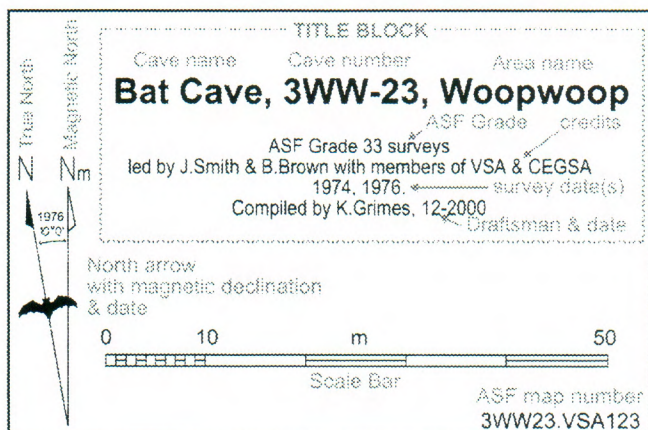 TITLE BLOCK
Cave name Cave number Area name
Bat Cave, 3WW-23, Woopwoop
ASF Grade credits
ASF Grade 33 surveys
led by J.Smith & B.Brown with members of VSA & CEGSA
1974, 1976. survey date(s)
Compiled by K.Grimes, 12-2000
Draftsman & date
True North
Magnetic North
N Nm
1976
North arrow
with magnetic declination
& date
0 10 m 50
Scale Bar
ASF map number
3WW23.VSA123